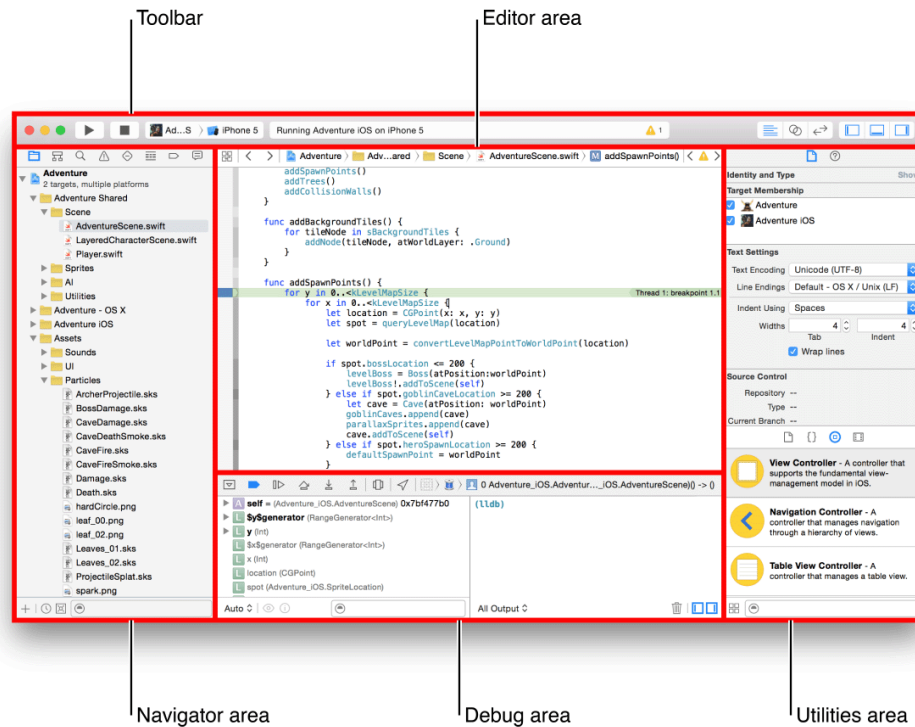 Toolbar
Editor area
Ad...S
iPhone 5
Running Adventure iOS on iPhone 5
1
Adventure
2 targets, multiple platforms
Adventure Shared
Scene
AdventureScene.swift
LayeredCharacterScene.swift
Player.swift
Sprites
AI
Utilities
Adventure - OS X
Adventure iOS
Assets
Sounds
UI
Particles
ArcherProjectile.sks
BossDamage.sks
CaveDamage.sks
CaveDeathSmoke.sks
CaveFire.sks
CaveFireSmoke.sks
Damage.sks
Death.sks
hardCircle.png
leaf_00.png
leaf_02.png
Leaves_01.sks
Leaves_02.sks
ProjectileSplat.sks
spark.png
Adventure
Adv...ared
Scene
AdventureScene.swift
M addSpawnPoints()
addSpawnPoints()
addTrees()
addCollisionWalls()
}
func addBackgroundTiles() {
for tileNode in sBackgroundTiles {
addNode(tileNode, atWorldLayer: .Ground)
}
}
func addSpawnPoints() {
for y in 0..<kLevelMapSize { Thread 1: breakpoint 1.1
for x in 0..<kLevelMapSize {
let location = CGPoint(x: x, y: y)
let spot = queryLevelMap(location)
let worldPoint = convertLevelMapPointToWorldPoint(location)
if spot.bossLocation <= 200 {
levelBoss = Boss(atPosition:worldPoint)
levelBoss!.addToScene(self)
} else if spot.goblinCaveLocation >= 200 {
let cave = Cave(atPosition: worldPoint)
goblinCaves.append(cave)
parallaxSprites.append(cave)
cave.addToScene(self)
} else if spot.heroSpawnLocation >= 200 {
defaultSpawnPoint = worldPoint
}
0 Adventure_iOS.Adventur..._iOS.AdventureScene)() -> ()
A self = (Adventure_iOS.AdventureScene) 0x7bf477b0
L $y$generator (RangeGenerator<Int>)
L y (Int)
L $x$generator (RangeGenerator<Int>)
L x (Int)
L location (CGPoint)
L spot (Adventure_iOS.SpriteLocation)
Auto
(lldb)
All Output
Identity and Type
Target Membership
Adventure
Adventure iOS
Text Settings
Text Encoding Unicode (UTF-8)
Line Endings Default - OS X / Unix (LF)
Indent Using Spaces
Widths 4 4
Tab Indent
Wrap lines
Source Control
Repository --
Type --
Current Branch --
View Controller - A controller that
supports the fundamental view-
management model in iOS.
Navigation Controller - A
controller that manages navigation
through a hierarchy of views.
Table View Controller - A
controller that manages a table view.
Navigator area
Debug area
Utilities area